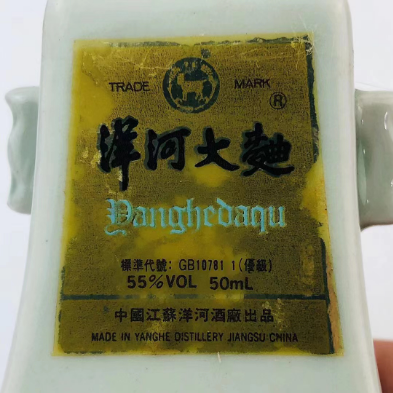 TRADE MARK
®
洋河大麯
Yanghedaqu
標準代號: GB10781 1(優級)
55%VOL 50mL
中國江蘇洋河酒廠出品
MADE IN YANGHE DISTILLERY JIANGSU CHINA